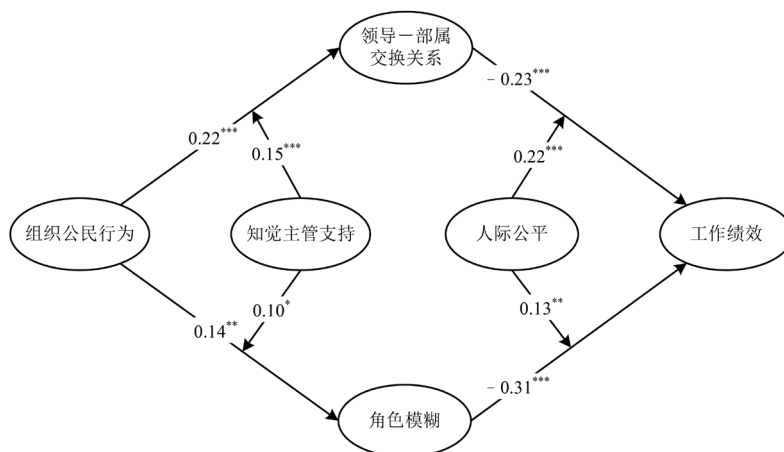 领导－部属
交换关系
－0.23***
0.22***
0.15***
0.22***
组织公民行为
知觉主管支持
人际公平
工作绩效
0.10*
0.13**
0.14**
－0.31***
角色模糊